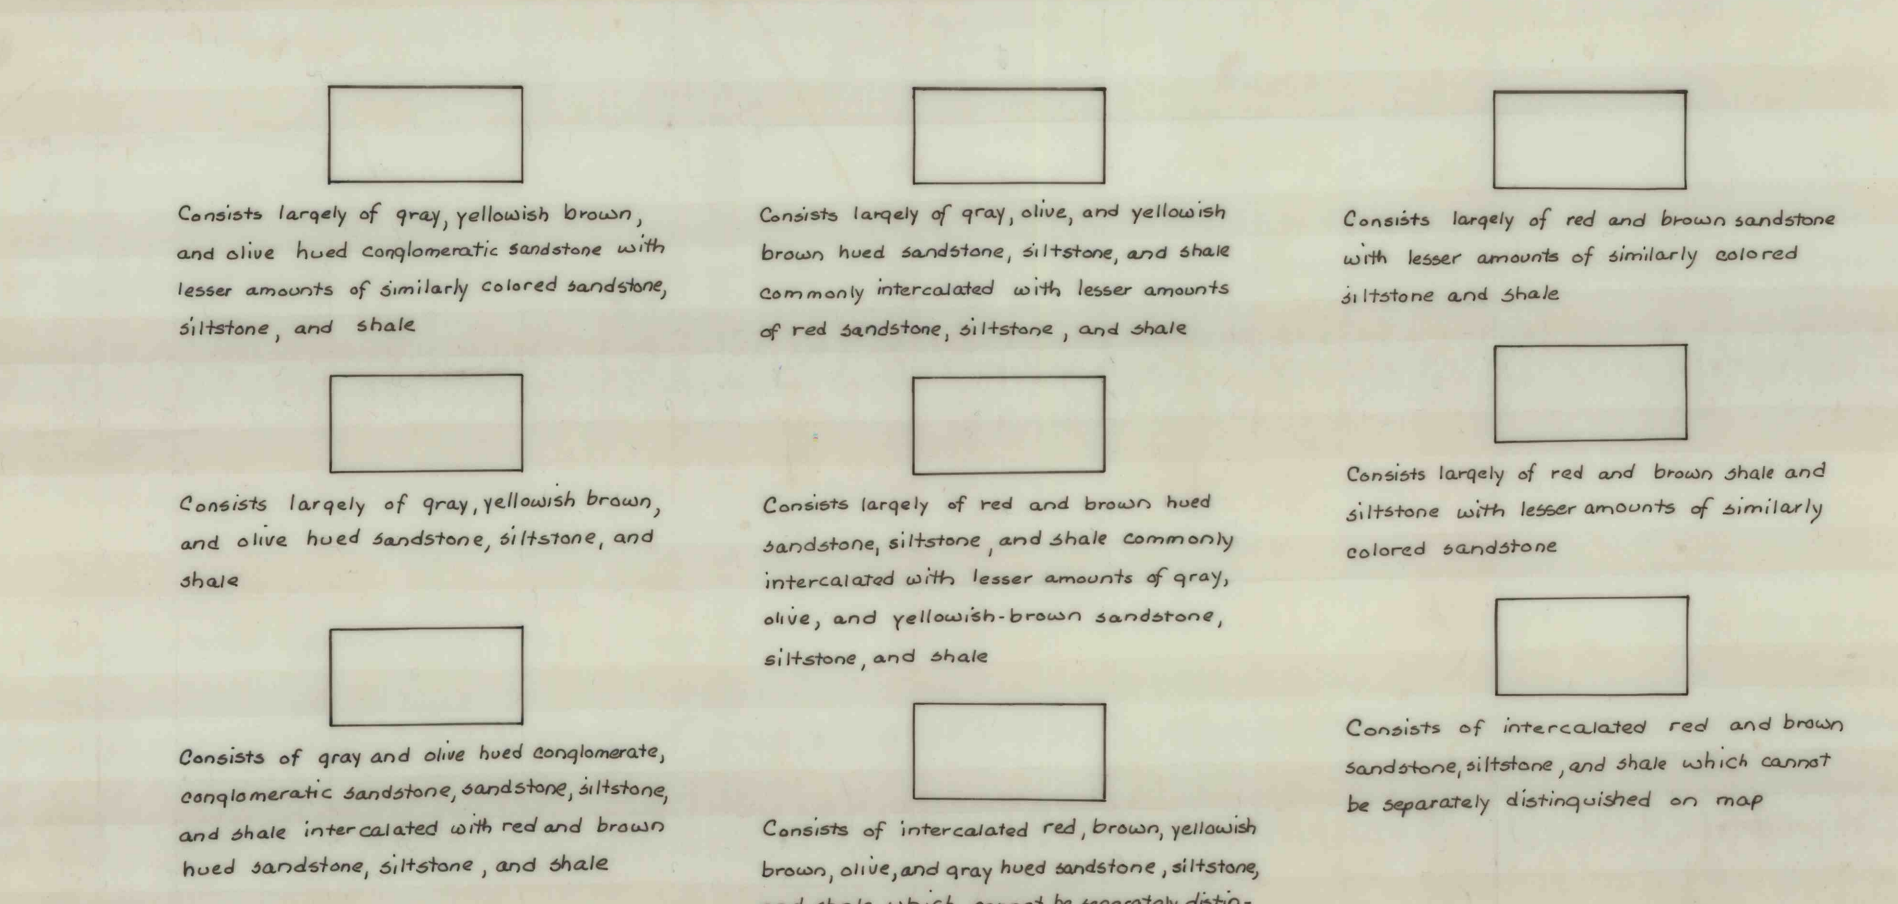 Consists largely of gray, yellowish brown,
and olive hued conglomeratic sandstone with
lesser amounts of similarly colored sandstone,
siltstone, and shale
Consists largely of gray, yellowish brown,
and olive hued sandstone, siltstone, and
shale
Consists of gray and olive hued conglomerate,
conglomeratic sandstone, sandstone, siltstone,
and shale intercalated with red and brown
hued sandstone, siltstone, and shale
Consists largely of gray, olive, and yellowish
brown hued sandstone, siltstone, and shale
commonly intercalated with lesser amounts
of red sandstone, siltstone, and shale
Consists largely of red and brown hued
sandstone, siltstone, and shale commonly
intercalated with lesser amounts of gray,
olive, and yellowish-brown sandstone,
siltstone, and shale
Consists of intercalated red, brown, yellowish
brown, olive, and gray hued sandstone, siltstone,
and shale which cannot be separately distin-
Consists largely of red and brown sandstone
with lesser amounts of similarly colored
siltstone and shale
Consists largely of red and brown shale and
siltstone with lesser amounts of similarly
colored sandstone
Consists of intercalated red and brown
sandstone, siltstone, and shale which cannot
be separately distinguished on map